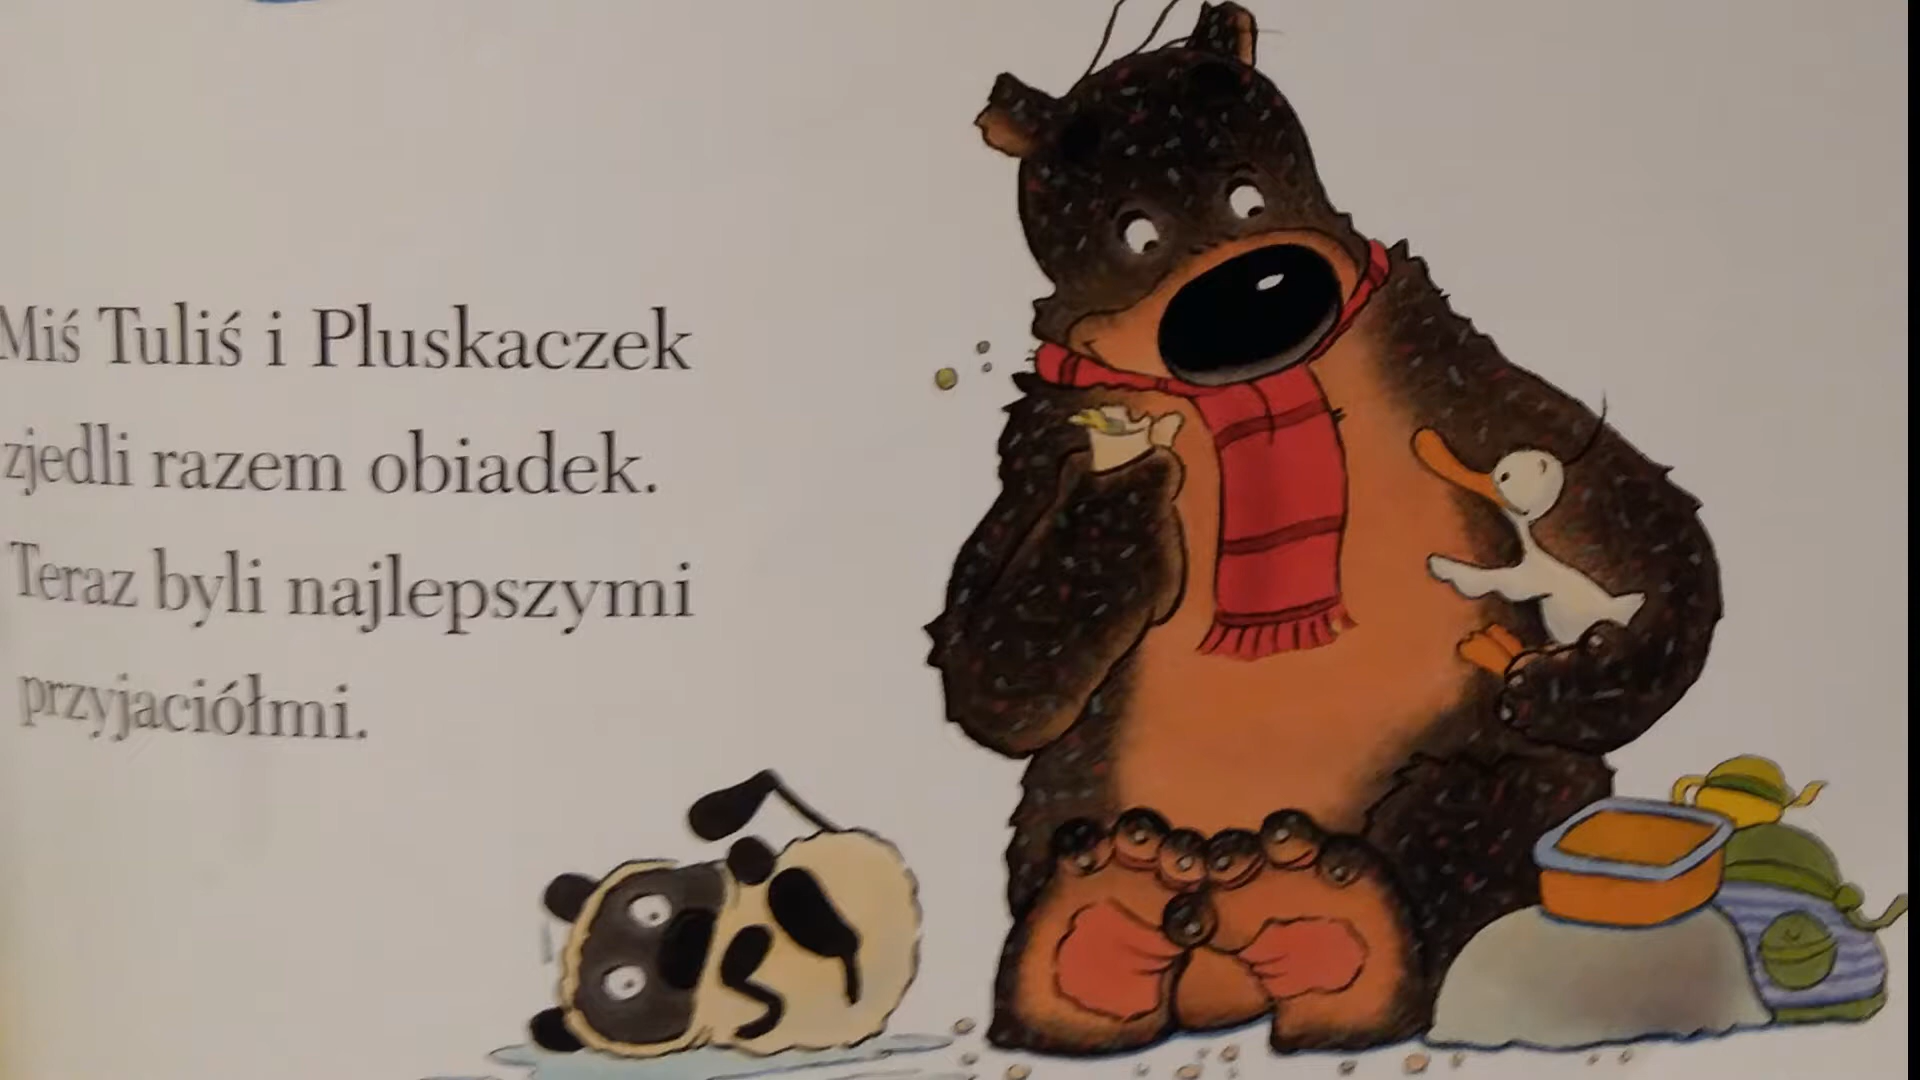 Miś Tuliś i Pluskaczek
zjedli razem obiadek.
Teraz byli najlepszymi
przyjaciółmi.